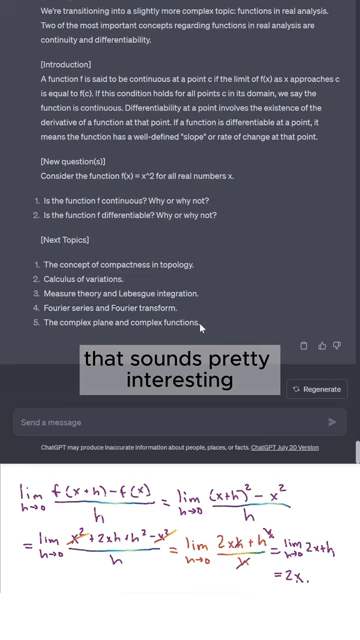 We're transitioning into a slightly more complex topic: functions in real analysis.
Two of the most important concepts regarding functions in real analysis are
continuity and differentiability.
[Introduction]
A function f is said to be continuous at a point c if the limit of f(x) as x approaches c
is equal to f(c). If this condition holds for all points c in its domain, we say the
function is continuous. Differentiability at a point involves the existence of the
derivative of a function at that point. If a function is differentiable at a point, it
means the function has a well-defined "slope" or rate of change at that point.
[New question(s)]
Consider the function f(x) = x^2 for all real numbers x.
1. Is the function f continuous? Why or why not?
2. Is the function f differentiable? Why or why not?
[Next Topics]
1. The concept of compactness in topology.
2. Calculus of variations.
3. Measure theory and Lebesgue integration.
4. Fourier series and Fourier transform.
5. The complex plane and complex functions.
that sounds pretty
interesting
Regenerate
Send a message
ChatGPT may produce inaccurate information about people, places, or facts. ChatGPT July 20 Version
lim h→0 f(x+h)-f(x) / h = lim h→0 (x+h)² - x² / h
= lim h→0 x² + 2xh + h² - x² / h = lim h→0 2xh + h² / h = lim h→0 2x+h
= 2x.